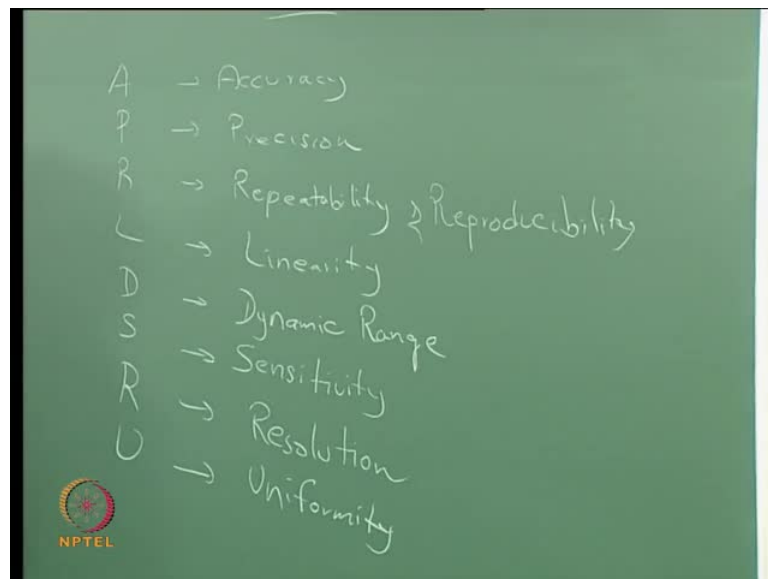 A → Accuracy
P → Precision
R → Repeatability } Reproducibility
L → Linearity
D → Dynamic Range
S → Sensitivity
R → Resolution
U → Uniformity
NPTEL